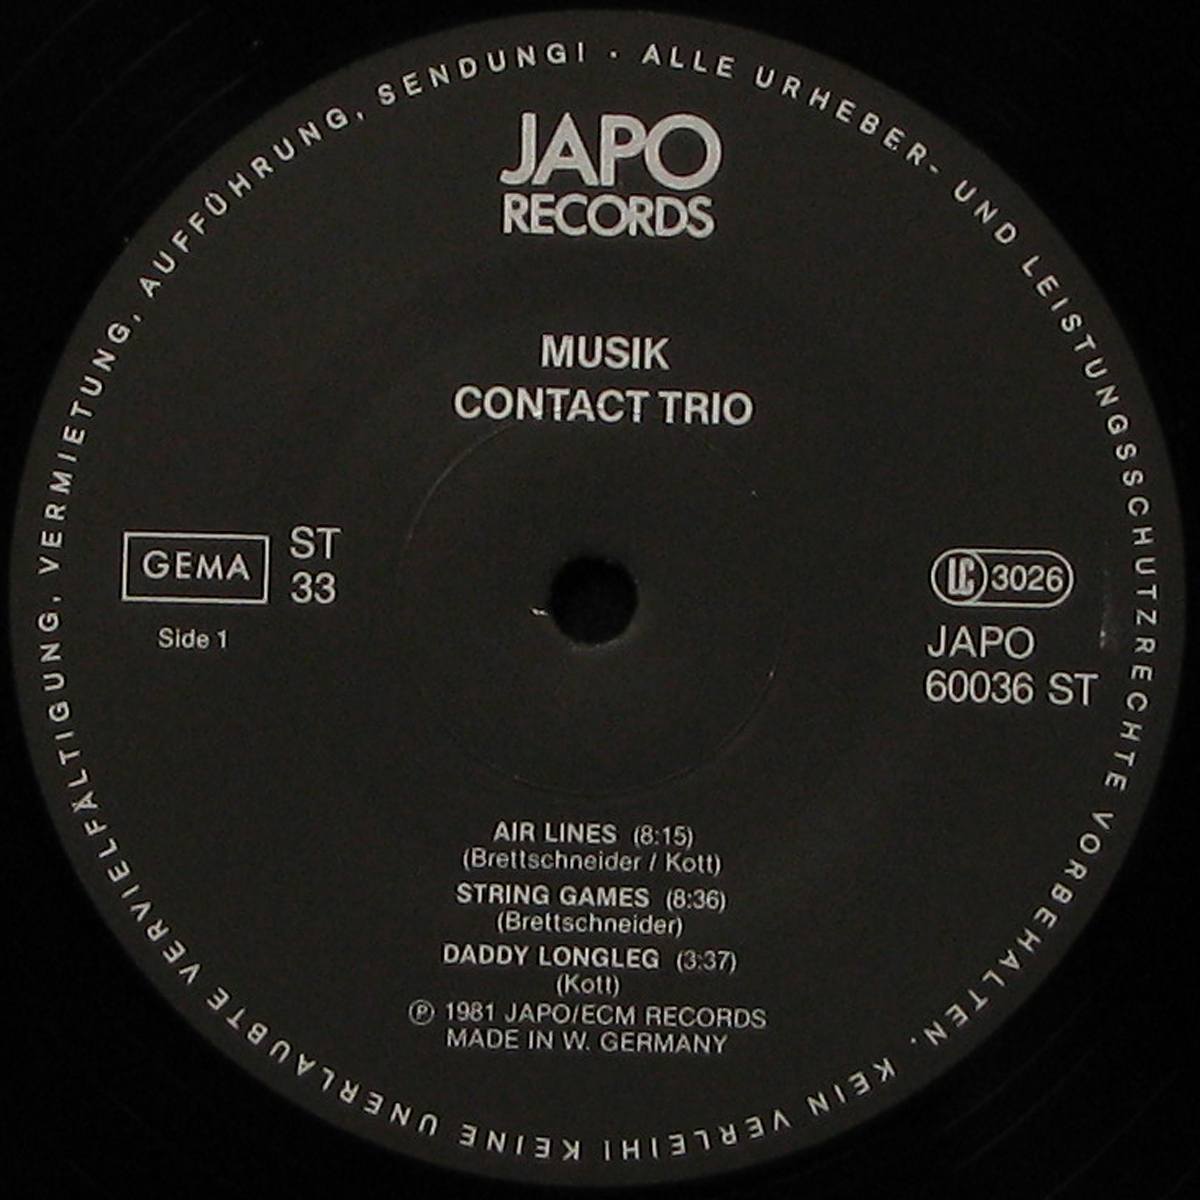 ALLE URHEBER- UND LEISTUNGSSCHUTZRECHTE VORBEHALTEN. KEIN VERLEIH! KEINE UNERLAUBTE VERVIELFÄLTIGUNG, VERMIETUNG, AUFFÜHRUNG, SENDUNG! ·
JAPO
RECORDS
MUSIK
CONTACT TRIO
GEMA
ST
33
Side 1
LC 3026
JAPO
60036 ST
AIR LINES (8:15)
(Brettschneider / Kott)
STRING GAMES (8:36)
(Brettschneider)
DADDY LONGLEG (3:37)
(Kott)
℗ 1981 JAPO/ECM RECORDS
MADE IN W. GERMANY